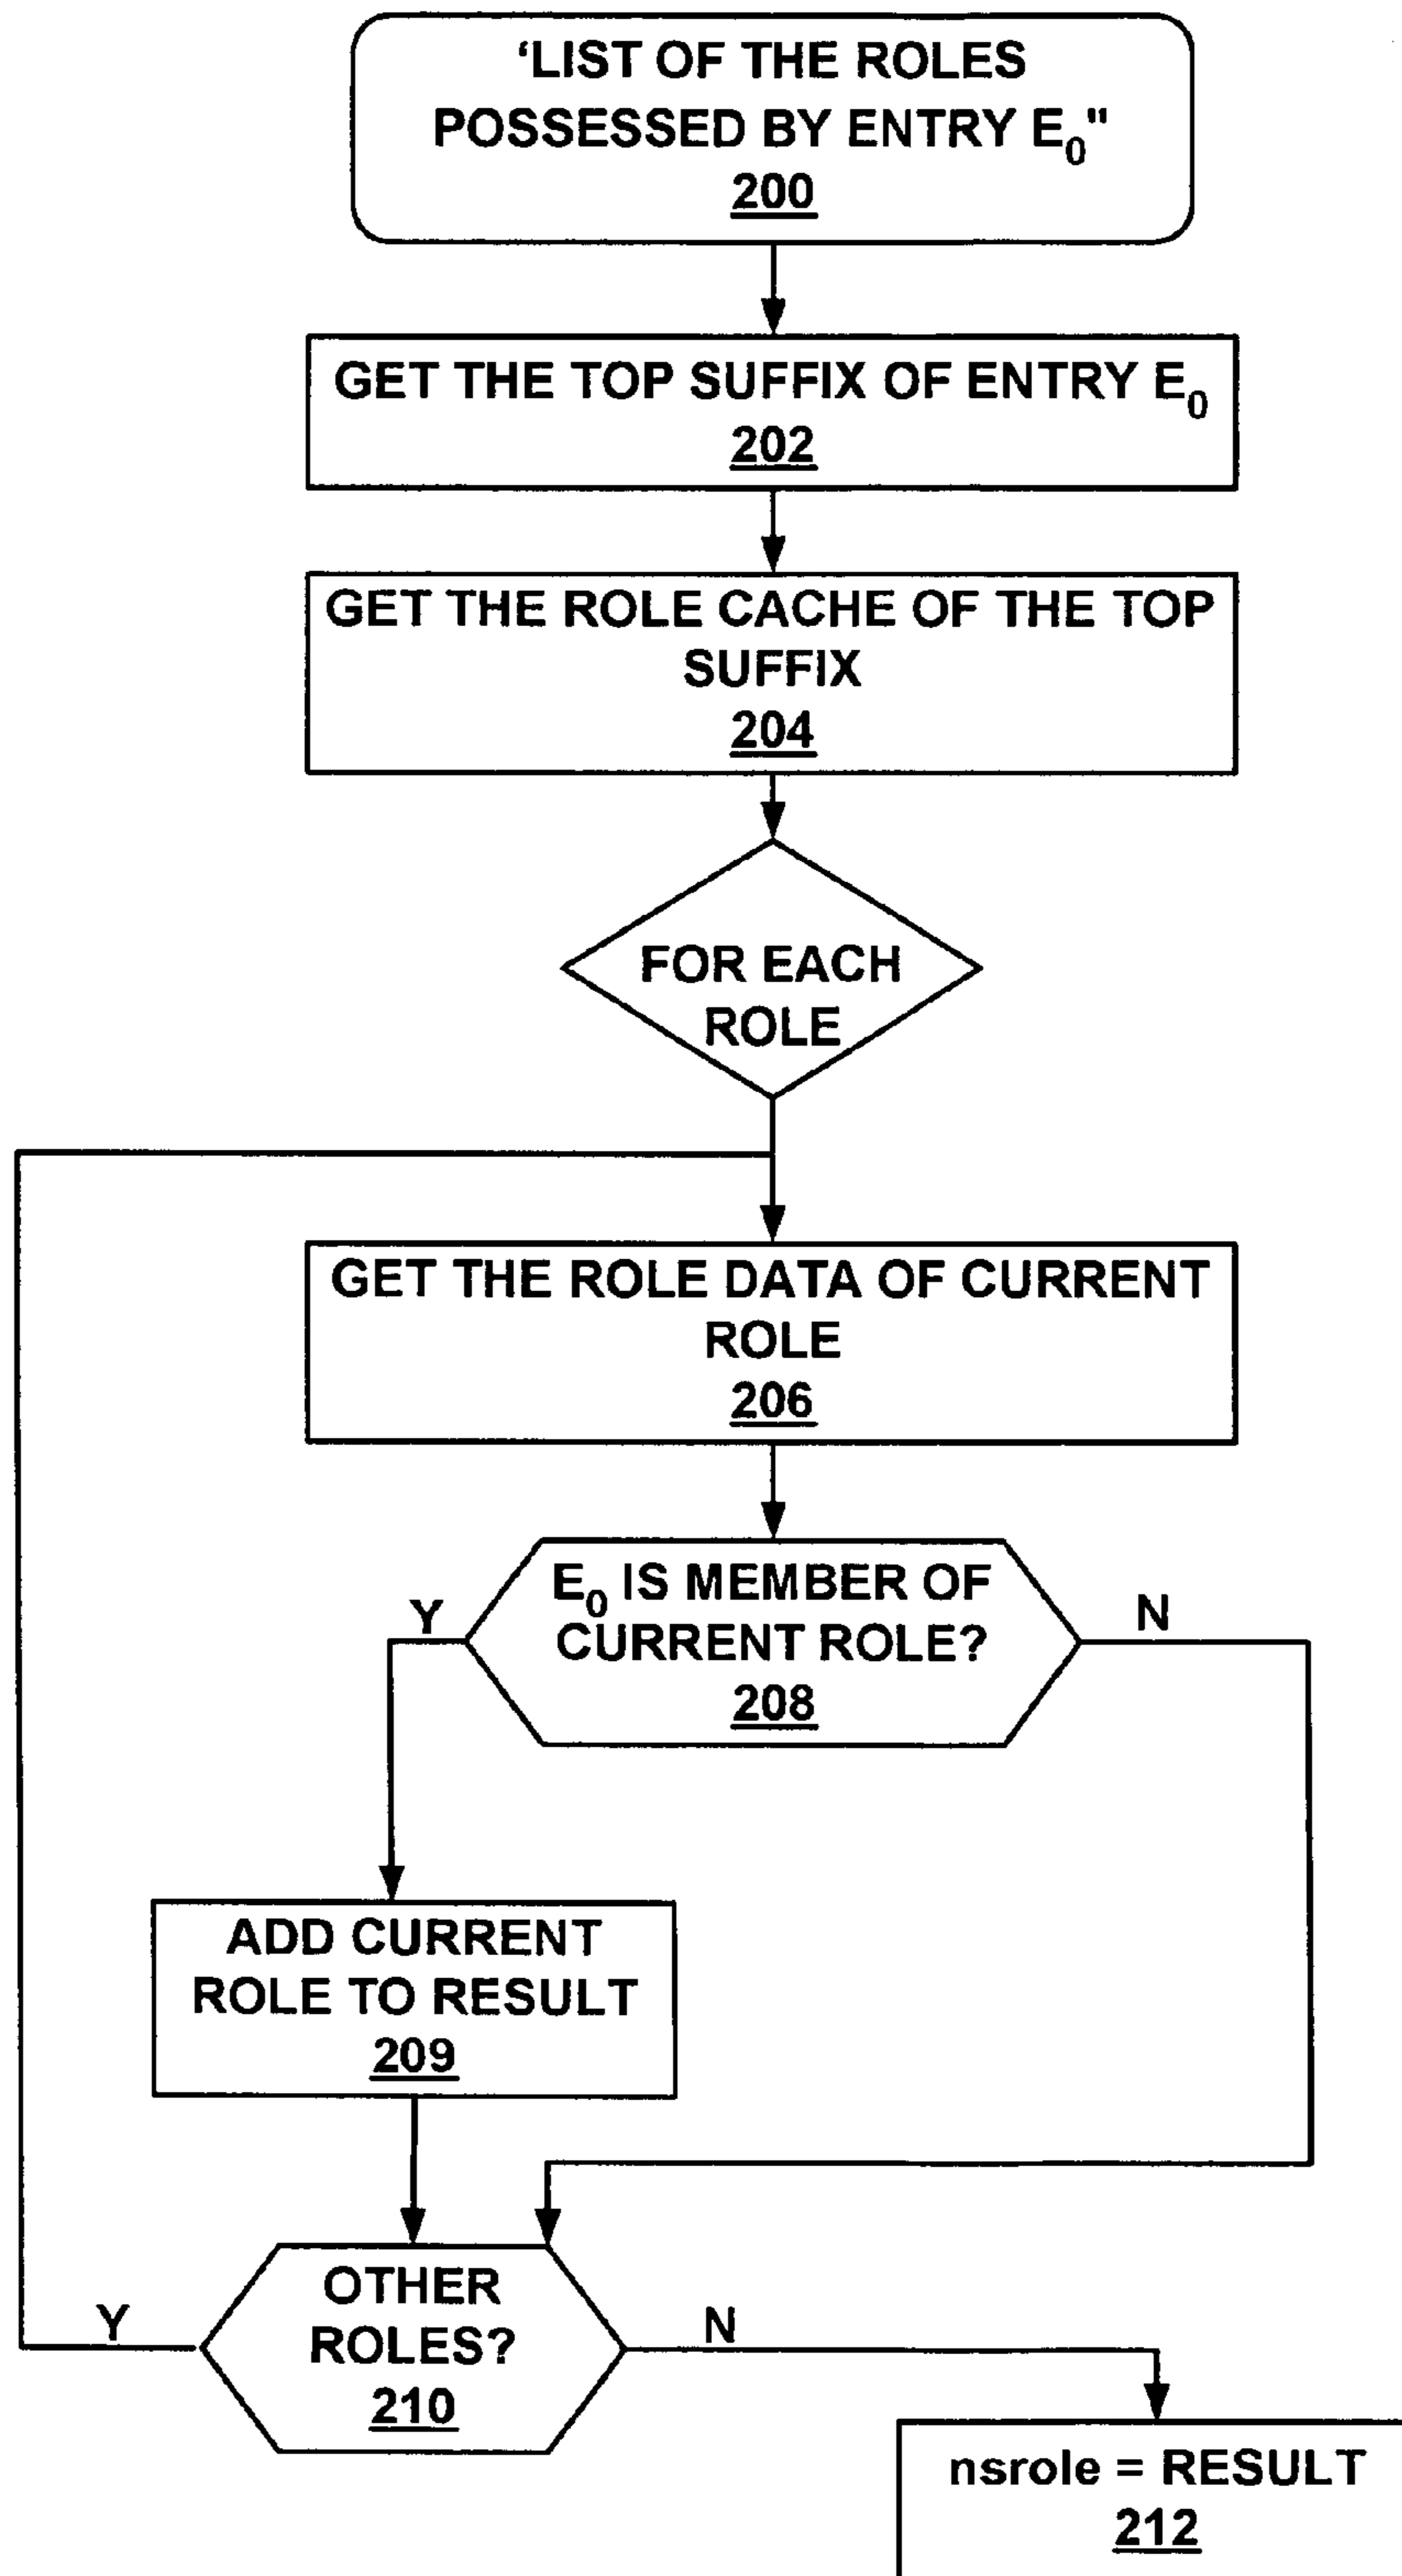 ‘LIST OF THE ROLES
POSSESSED BY ENTRY E₀"
200
GET THE TOP SUFFIX OF ENTRY E₀
202
GET THE ROLE CACHE OF THE TOP
SUFFIX
204
FOR EACH
ROLE
GET THE ROLE DATA OF CURRENT
ROLE
206
E₀ IS MEMBER OF
CURRENT ROLE?
208
Y
N
ADD CURRENT
ROLE TO RESULT
209
OTHER
ROLES?
210
Y
N
nsrole = RESULT
212